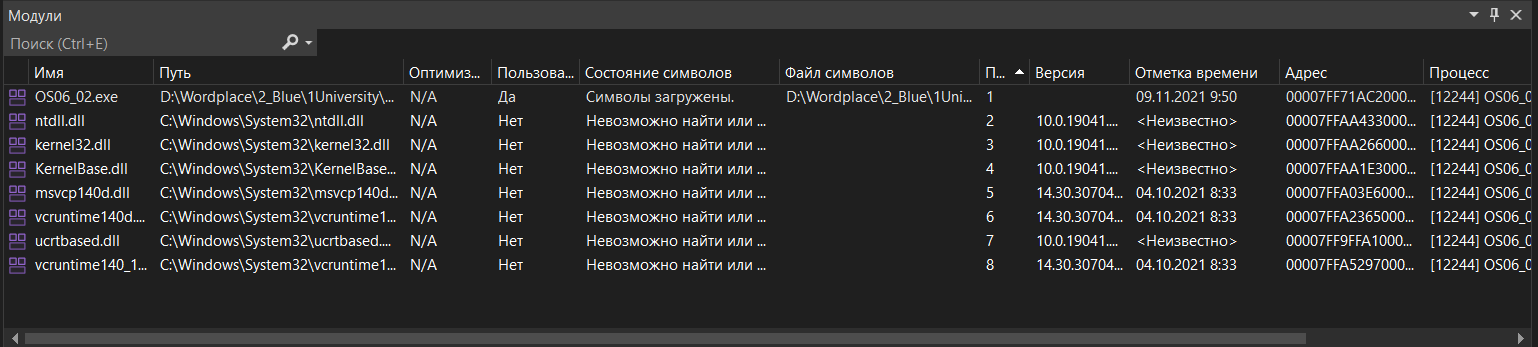 Модули
Поиск (Ctrl+E)
Имя Путь Оптимиз... Пользова... Состояние символов Файл символов П... Версия Отметка времени Адрес Процесс
OS06_02.exe D:\Wordplace\2_Blue\1University\... N/A Да Символы загружены. D:\Wordplace\2_Blue\1Uni... 1 09.11.2021 9:50 00007FF71AC2000... [12244] OS06_0
ntdll.dll C:\Windows\System32\ntdll.dll N/A Нет Невозможно найти или ... 2 10.0.19041.... <Неизвестно> 00007FFAA433000... [12244] OS06_0
kernel32.dll C:\Windows\System32\kernel32.dll N/A Нет Невозможно найти или ... 3 10.0.19041.... <Неизвестно> 00007FFAA266000... [12244] OS06_0
KernelBase.dll C:\Windows\System32\KernelBase... N/A Нет Невозможно найти или ... 4 10.0.19041.... <Неизвестно> 00007FFAA1E3000... [12244] OS06_0
msvcp140d.dll C:\Windows\System32\msvcp140d... N/A Нет Невозможно найти или ... 5 14.30.30704... 04.10.2021 8:33 00007FFA03E6000... [12244] OS06_0
vcruntime140d.... C:\Windows\System32\vcruntime1... N/A Нет Невозможно найти или ... 6 14.30.30704... 04.10.2021 8:33 00007FFA2365000... [12244] OS06_0
ucrtbased.dll C:\Windows\System32\ucrtbased.... N/A Нет Невозможно найти или ... 7 10.0.19041.... <Неизвестно> 00007FF9FFA1000... [12244] OS06_0
vcruntime140_1... C:\Windows\System32\vcruntime1... N/A Нет Невозможно найти или ... 8 14.30.30704... 04.10.2021 8:33 00007FFA5297000... [12244] OS06_0